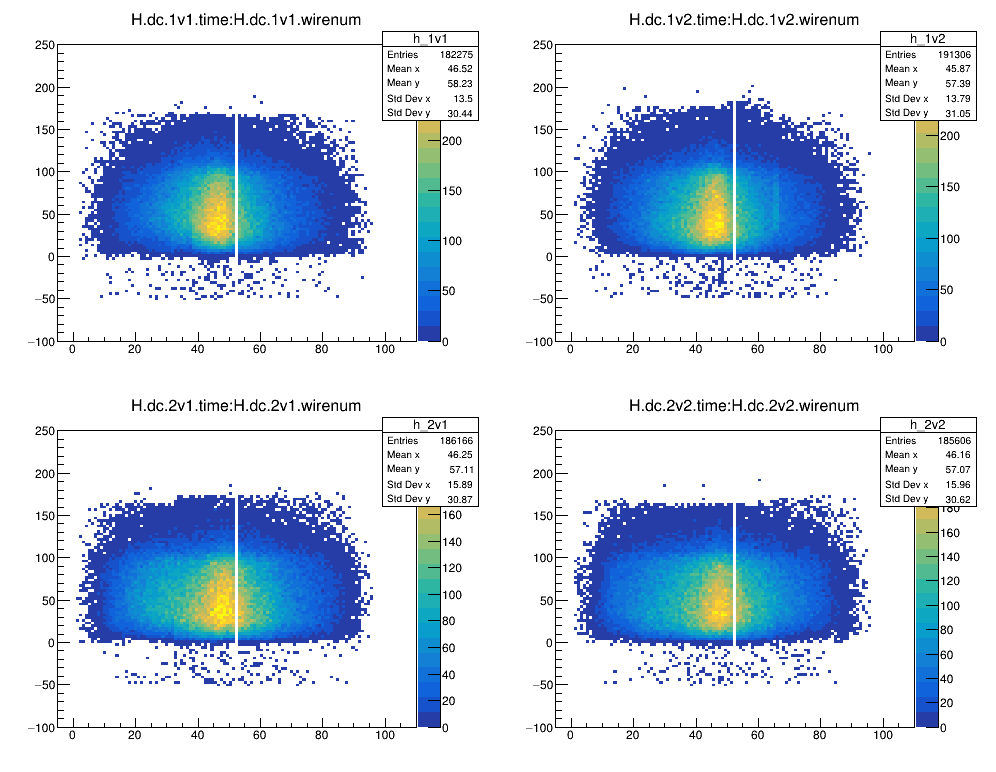 H.dc.1v1.time:H.dc.1v1.wirenum
h_1v1
Entries 182275
Mean x 46.52
Mean y 58.23
Std Dev x 13.5
Std Dev y 30.44
250
200
150
100
50
0
−50
−100
0 20 40 60 80 100
200
150
100
50
0
H.dc.1v2.time:H.dc.1v2.wirenum
h_1v2
Entries 191306
Mean x 45.87
Mean y 57.39
Std Dev x 13.79
Std Dev y 31.05
250
200
150
100
50
0
−50
−100
0 20 40 60 80 100
200
150
100
50
0
H.dc.2v1.time:H.dc.2v1.wirenum
h_2v1
Entries 186166
Mean x 46.25
Mean y 57.11
Std Dev x 15.89
Std Dev y 30.87
250
200
150
100
50
0
−50
−100
0 20 40 60 80 100
160
140
120
100
80
60
40
20
0
H.dc.2v2.time:H.dc.2v2.wirenum
h_2v2
Entries 185606
Mean x 46.16
Mean y 57.07
Std Dev x 15.96
Std Dev y 30.62
250
200
150
100
50
0
−50
−100
0 20 40 60 80 100
180
160
140
120
100
80
60
40
20
0